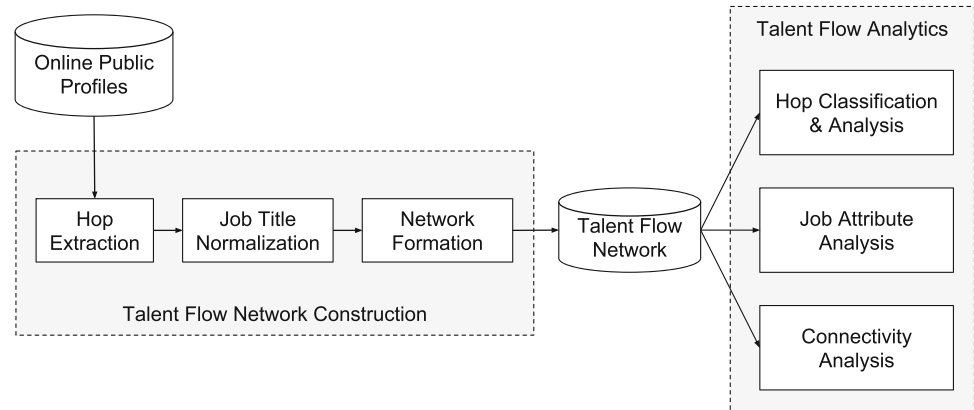 Online Public
Profiles
Hop
Extraction
Job Title
Normalization
Network
Formation
Talent Flow Network Construction
Talent Flow
Network
Talent Flow Analytics
Hop Classification
& Analysis
Job Attribute
Analysis
Connectivity
Analysis